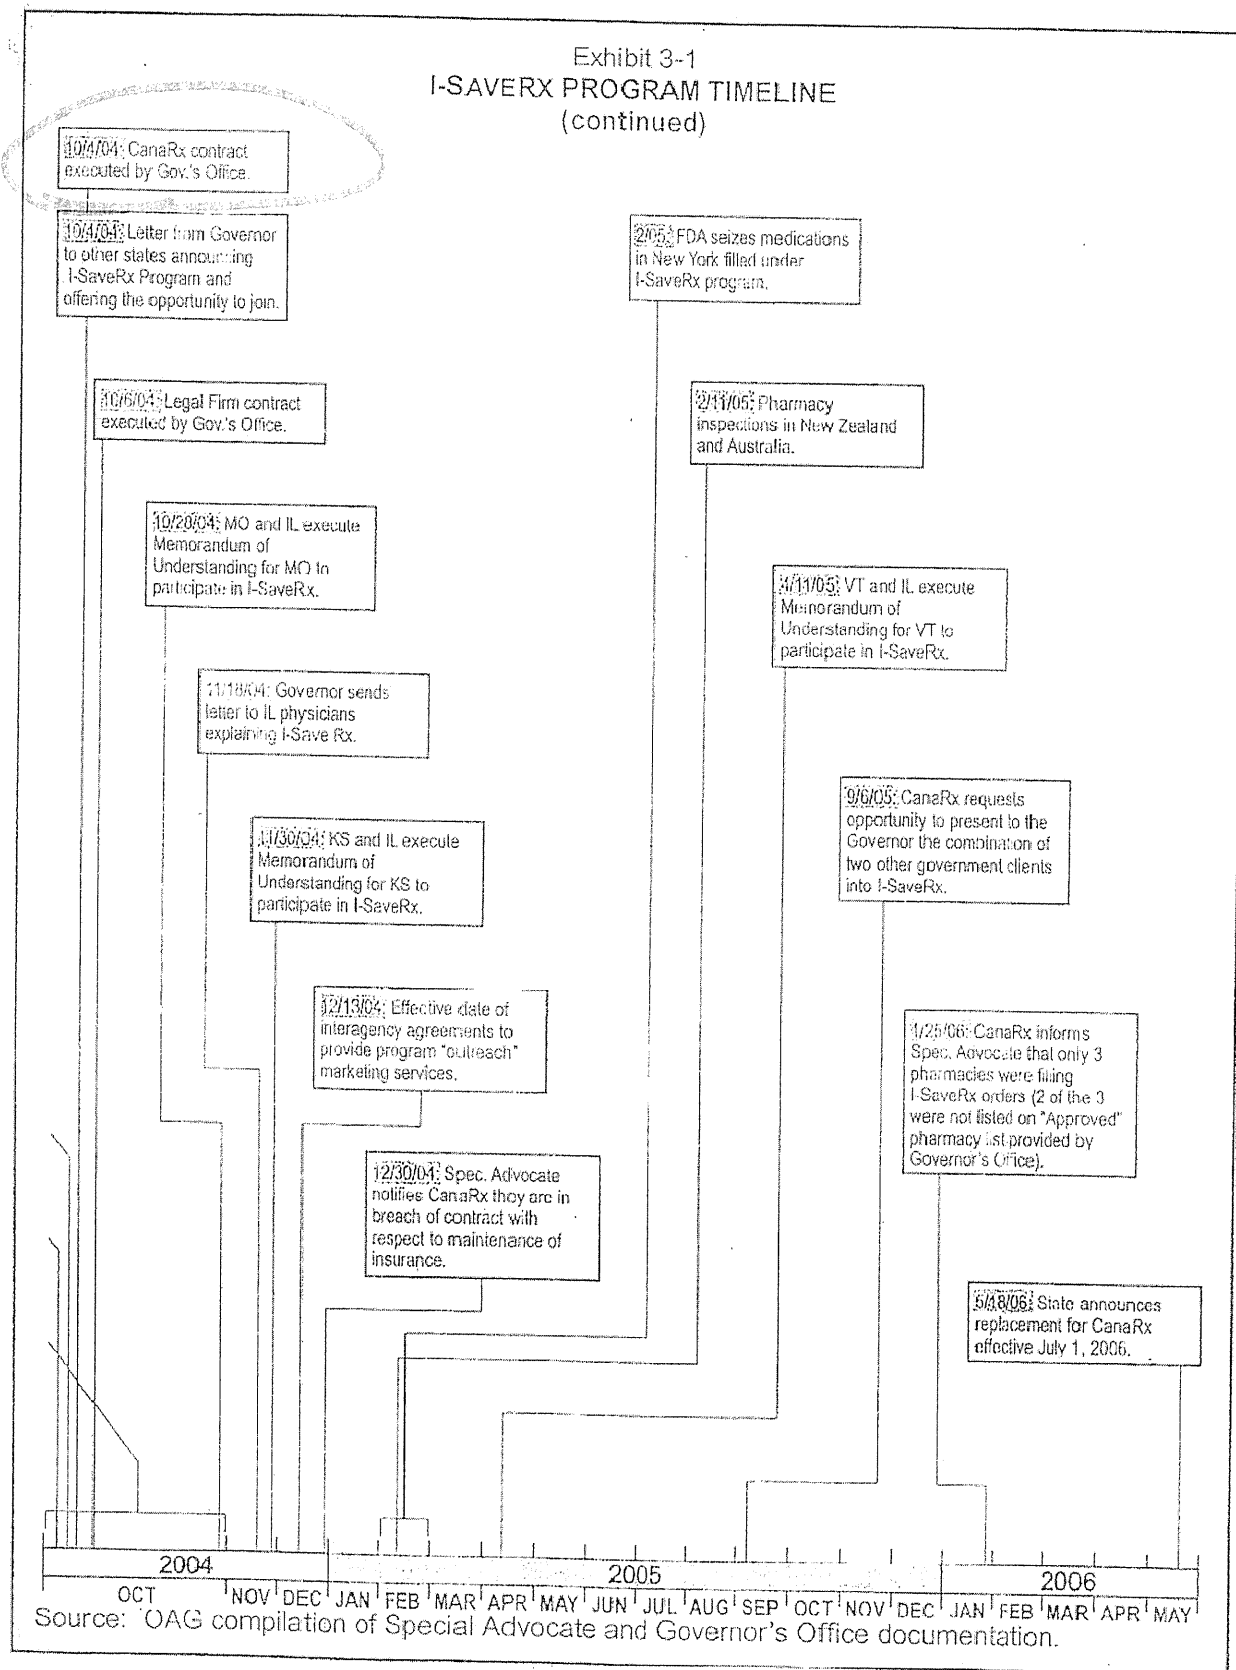 Exhibit 3-1
I-SAVERX PROGRAM TIMELINE
(continued)
10/4/04: CanaRx contract
executed by Gov.'s Office.
10/4/04: Letter from Governor
to other states announcing
I-SaveRx Program and
offering the opportunity to join.
2/05: FDA seizes medications
in New York filled under
I-SaveRx program.
10/6/04: Legal Firm contract
executed by Gov.'s Office.
2/11/05: Pharmacy
inspections in New Zealand
and Australia.
10/20/04: MO and IL execute
Memorandum of
Understanding for MO to
participate in I-SaveRx.
4/11/05: VT and IL execute
Memorandum of
Understanding for VT to
participate in I-SaveRx.
11/18/04: Governor sends
letter to IL physicians
explaining I-Save Rx.
9/6/05: CanaRx requests
opportunity to present to the
Governor the combination of
two other government clients
into I-SaveRx.
11/30/04: KS and IL execute
Memorandum of
Understanding for KS to
participate in I-SaveRx.
12/13/04: Effective date of
interagency agreements to
provide program "outreach"
marketing services.
1/25/06: CanaRx informs
Spec. Advocate that only 3
pharmacies were filling
I-SaveRx orders (2 of the 3
were not listed on "Approved"
pharmacy list provided by
Governor's Office).
12/30/04: Spec. Advocate
notifies CanaRx they are in
breach of contract with
respect to maintenance of
insurance.
5/18/06: State announces
replacement for CanaRx
effective July 1, 2006.
2004 2005 2006
OCT NOV DEC JAN FEB MAR APR MAY JUN JUL AUG SEP OCT NOV DEC JAN FEB MAR APR MAY
Source: OAG compilation of Special Advocate and Governor's Office documentation.